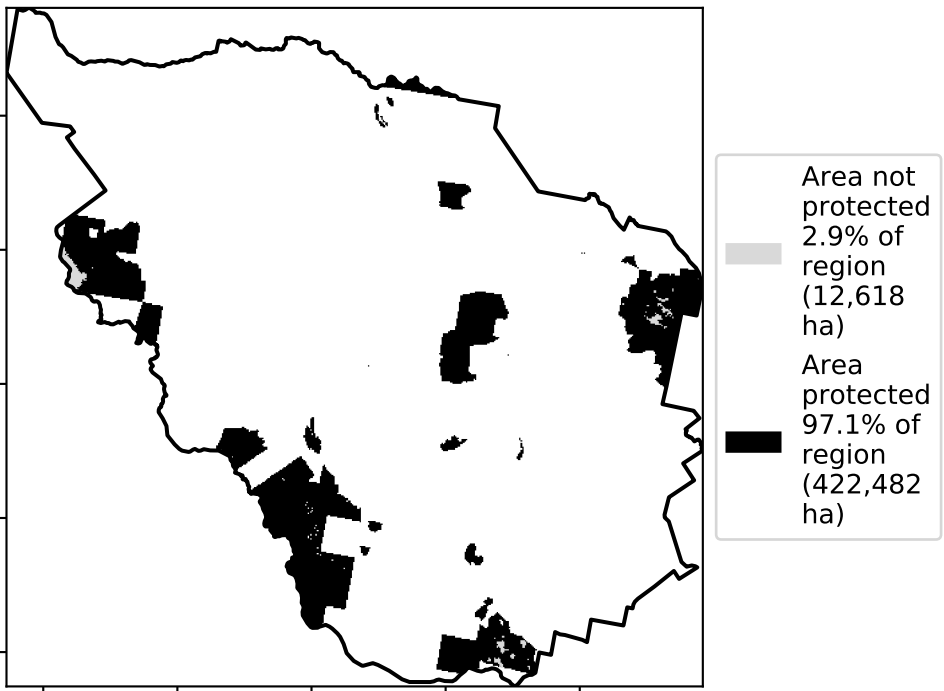 Area not
protected
2.9% of
region
(12,618
ha)
Area
protected
97.1% of
region
(422,482
ha)